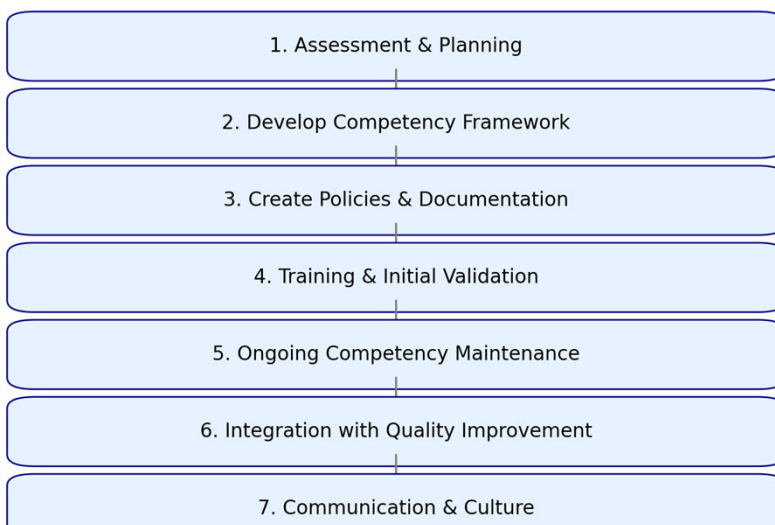 1. Assessment & Planning
2. Develop Competency Framework
3. Create Policies & Documentation
4. Training & Initial Validation
5. Ongoing Competency Maintenance
6. Integration with Quality Improvement
7. Communication & Culture